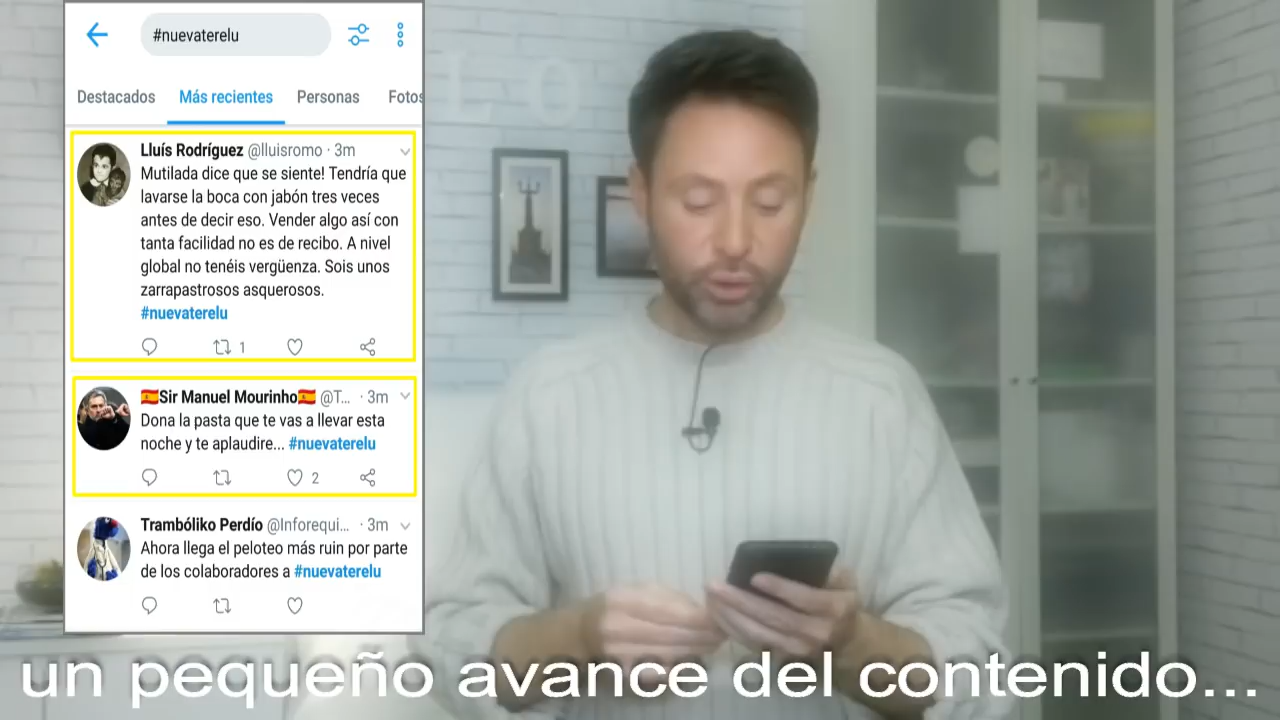 #nuevaterelu
Destacados Más recientes Personas Fotos
Lluís Rodríguez @lluisromo · 3m
Mutilada dice que se siente! Tendría que
lavarse la boca con jabón tres veces
antes de decir eso. Vender algo así con
tanta facilidad no es de recibo. A nivel
global no tenéis vergüenza. Sois unos
zarrapastrosos asquerosos.
#nuevaterelu
1
Sir Manuel Mourinho @T... · 3m
Dona la pasta que te vas a llevar esta
noche y te aplaudire... #nuevaterelu
2
Trambóliko Perdío @Inforequi... · 3m
Ahora llega el peloteo más ruin por parte
de los colaboradores a #nuevaterelu
LO
un pequeño avance del contenido...